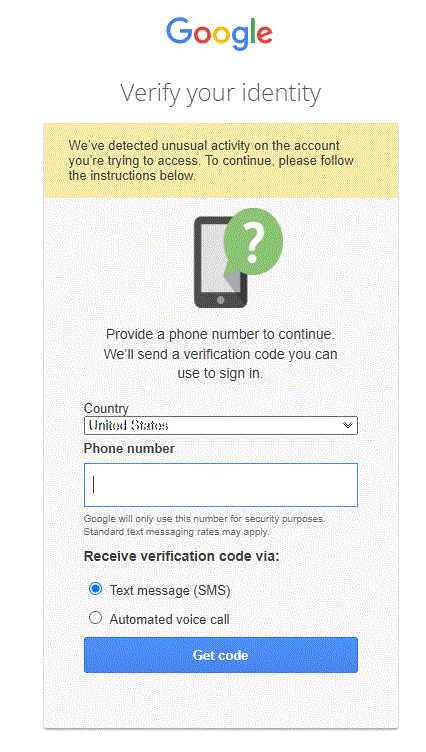 Google
Verify your identity
We've detected unusual activity on the account
you're trying to access. To continue, please follow
the instructions below.
?
Provide a phone number to continue.
We'll send a verification code you can
use to sign in.
Country
United States
Phone number
Google will only use this number for security purposes.
Standard text messaging rates may apply.
Receive verification code via:
Text message (SMS)
Automated voice call
Get code